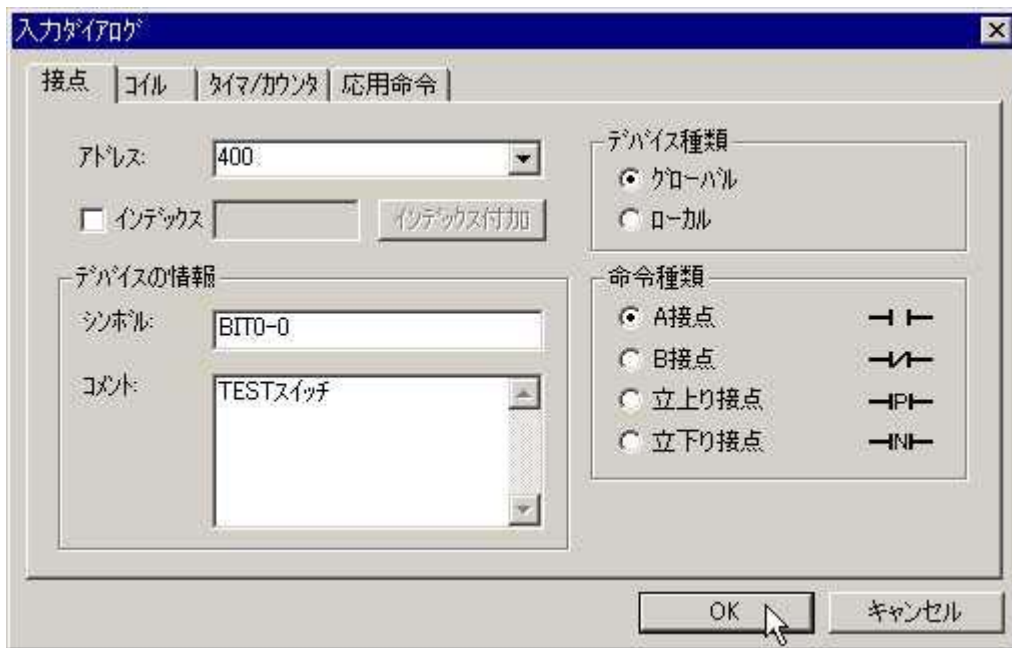 入力ﾀﾞｲｱﾛｸﾞ
接点 ｺｲﾙ ﾀｲﾏ/ｶｳﾝﾀ 応用命令
ｱﾄﾞﾚｽ: 400
ｲﾝﾃﾞｯｸｽ ｲﾝﾃﾞｯｸｽ付加
ﾃﾞﾊﾞｲｽ種類
ｸﾞﾛｰﾊﾞﾙ
ﾛｰｶﾙ
ﾃﾞﾊﾞｲｽの情報
ｼﾝﾎﾞﾙ: BIT0-0
ｺﾒﾝﾄ: TESTｽｲｯﾁ
命令種類
A接点
B接点
立上り接点 P
立下り接点 N
OK ｷｬﾝｾﾙ